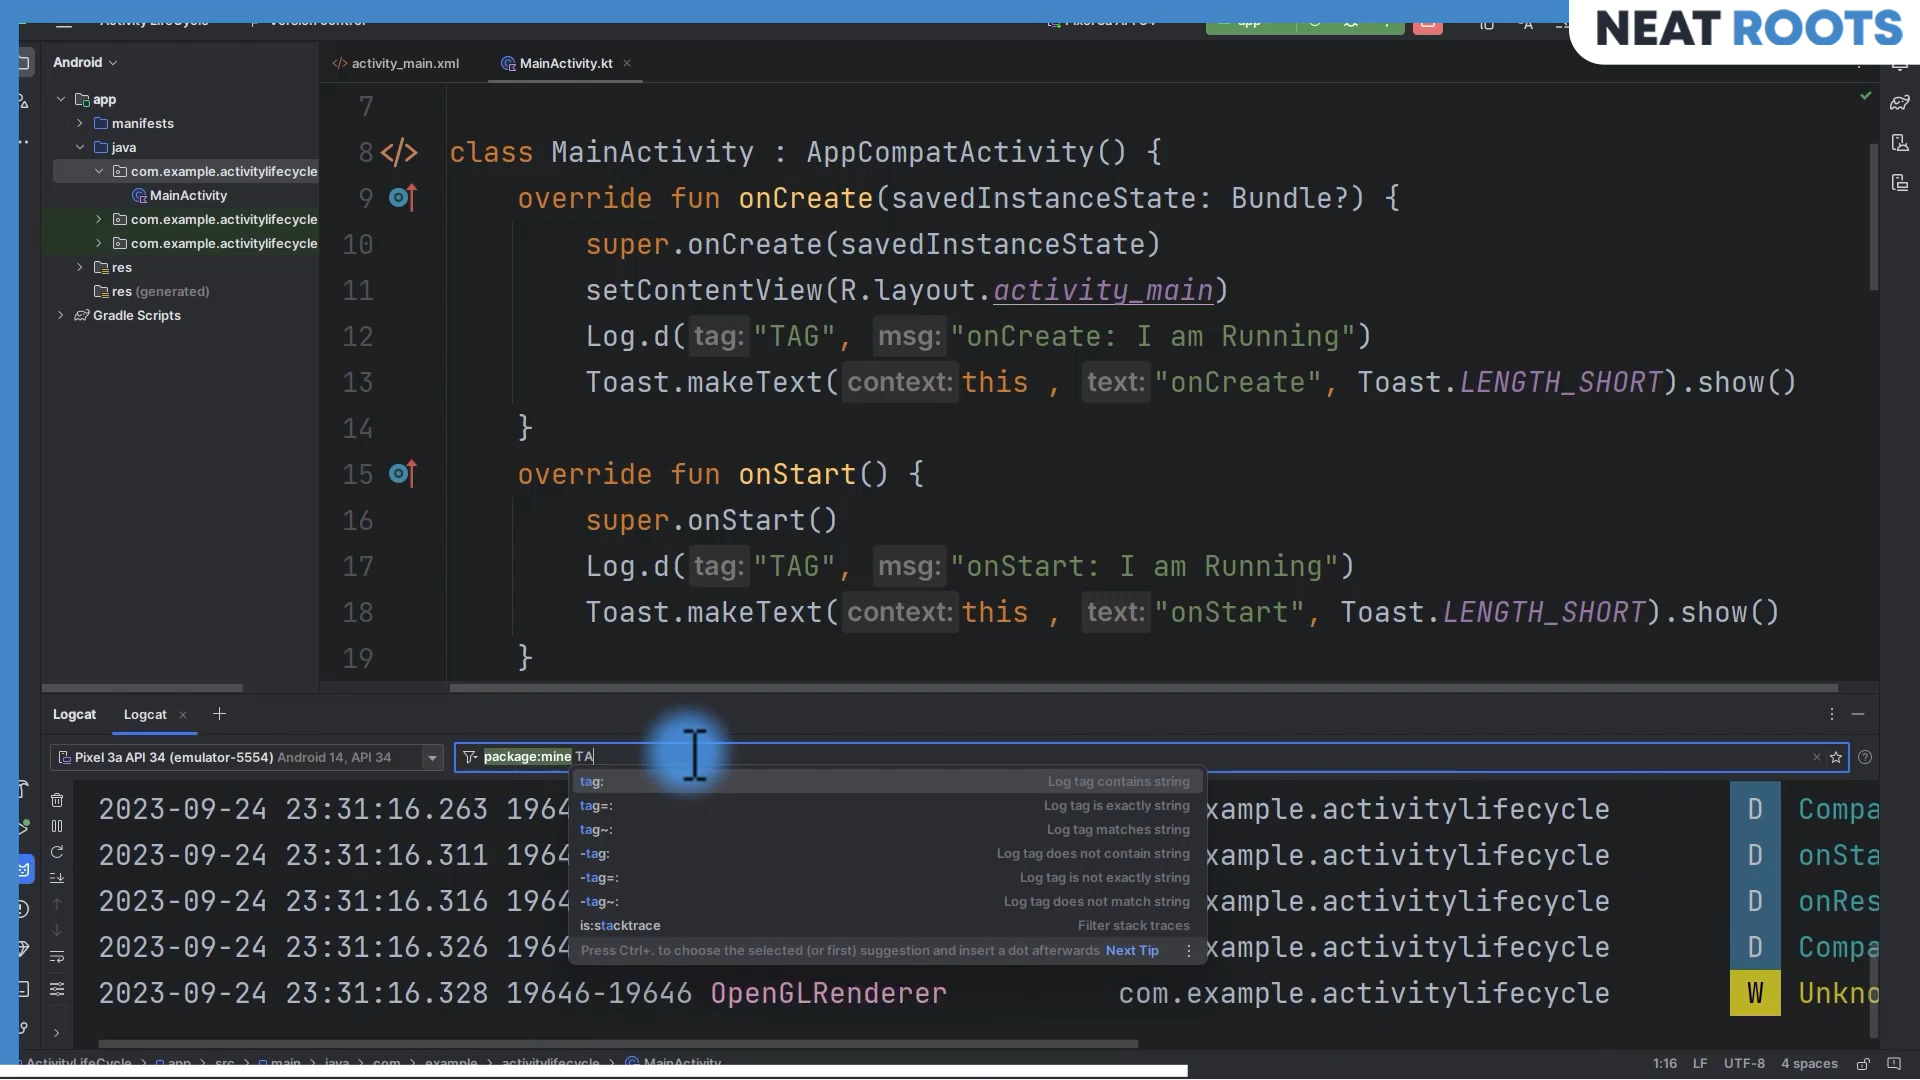 NEAT ROOTS
Android
activity_main.xml
MainActivity.kt
app
manifests
java
com.example.activitylifecycle
MainActivity
com.example.activitylifecycle
com.example.activitylifecycle
res
res (generated)
Gradle Scripts
7
8 class MainActivity : AppCompatActivity() {
9 override fun onCreate(savedInstanceState: Bundle?) {
10 super.onCreate(savedInstanceState)
11 setContentView(R.layout.activity_main)
12 Log.d( tag: "TAG", msg: "onCreate: I am Running")
13 Toast.makeText( context: this , text: "onCreate", Toast.LENGTH_SHORT).show()
14 }
15 override fun onStart() {
16 super.onStart()
17 Log.d( tag: "TAG", msg: "onStart: I am Running")
18 Toast.makeText( context: this , text: "onStart", Toast.LENGTH_SHORT).show()
19 }
Logcat Logcat
Pixel 3a API 34 (emulator-5554) Android 14, API 34
package:mine TA
tag: Log tag contains string
tag=: Log tag is exactly string
tag~: Log tag matches string
-tag: Log tag does not contain string
-tag=: Log tag is not exactly string
-tag~: Log tag does not match string
is:stacktrace Filter stack traces
Press Ctrl+. to choose the selected (or first) suggestion and insert a dot afterwards Next Tip
2023-09-24 23:31:16.263 1964 xample.activitylifecycle D Compa
2023-09-24 23:31:16.311 1964 xample.activitylifecycle D onSta
2023-09-24 23:31:16.316 1964 xample.activitylifecycle D onRes
2023-09-24 23:31:16.326 1964 xample.activitylifecycle D Compa
2023-09-24 23:31:16.328 19646-19646 OpenGLRenderer com.example.activitylifecycle W Unkno
ActivityLifeCycle > app > src > main > java > com > example > activitylifecycle > MainActivity
1:16 LF UTF-8 4 spaces